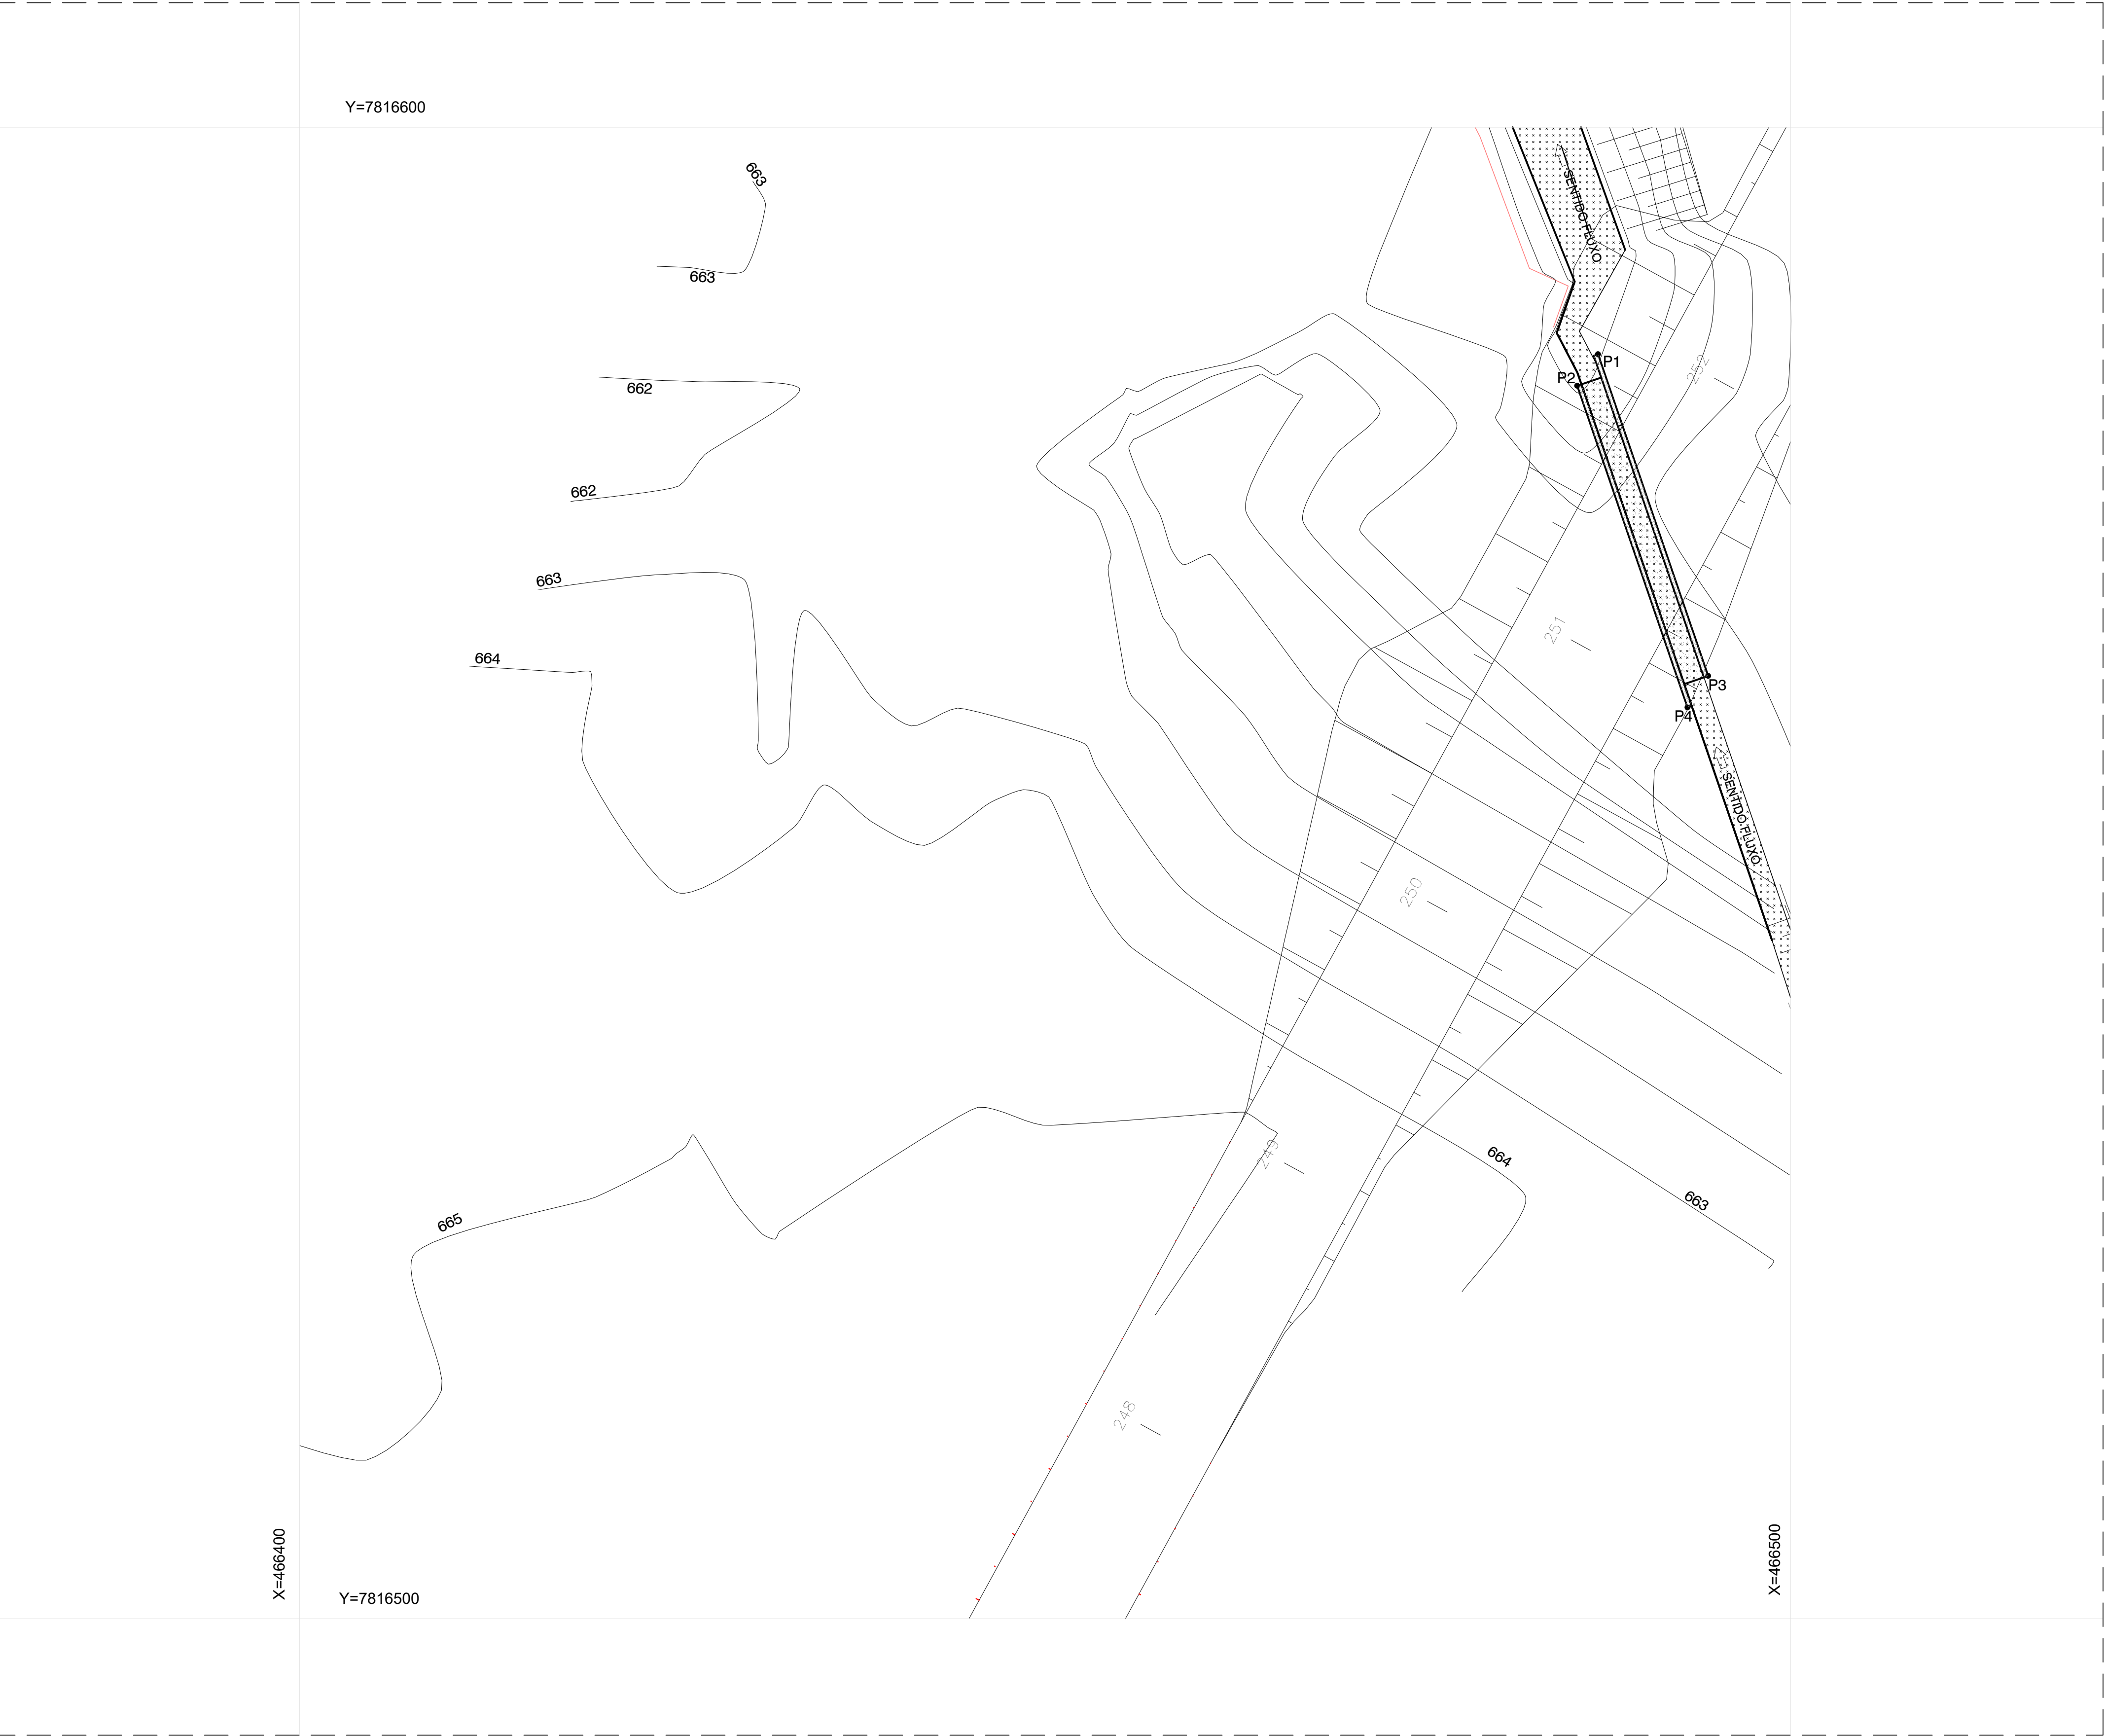 Y=7816600
663
663
SENTIDO FLUXO
P1
252
P2
662
662
663
251
664
P3
P4
SENTIDO FLUXO
250
249
664
663
665
248
X=466400
X=466500
Y=7816500